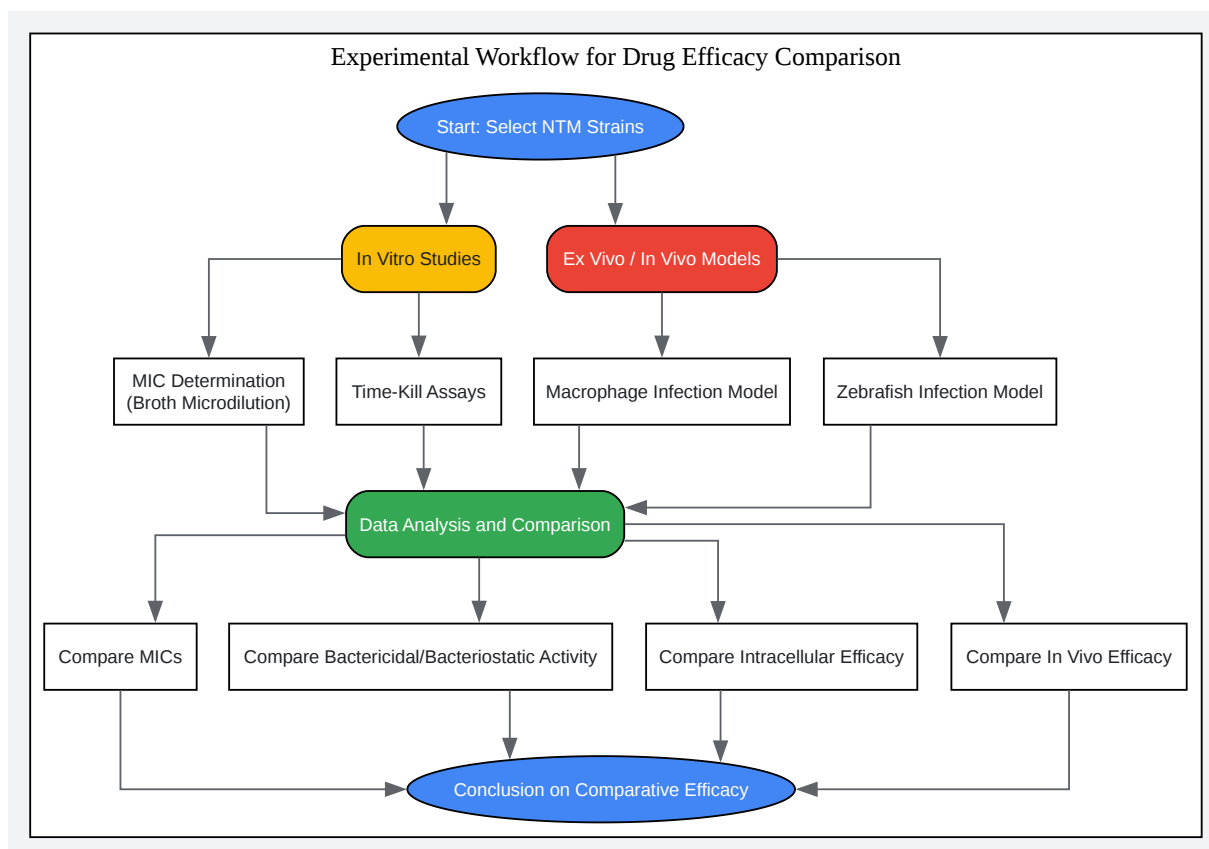 Experimental Workflow for Drug Efficacy Comparison
Start: Select NTM Strains
In Vitro Studies
Ex Vivo / In Vivo Models
MIC Determination
(Broth Microdilution)
Time-Kill Assays
Macrophage Infection Model
Zebrafish Infection Model
Data Analysis and Comparison
Compare MICs
Compare Bactericidal/Bacteriostatic Activity
Compare Intracellular Efficacy
Compare In Vivo Efficacy
Conclusion on Comparative Efficacy